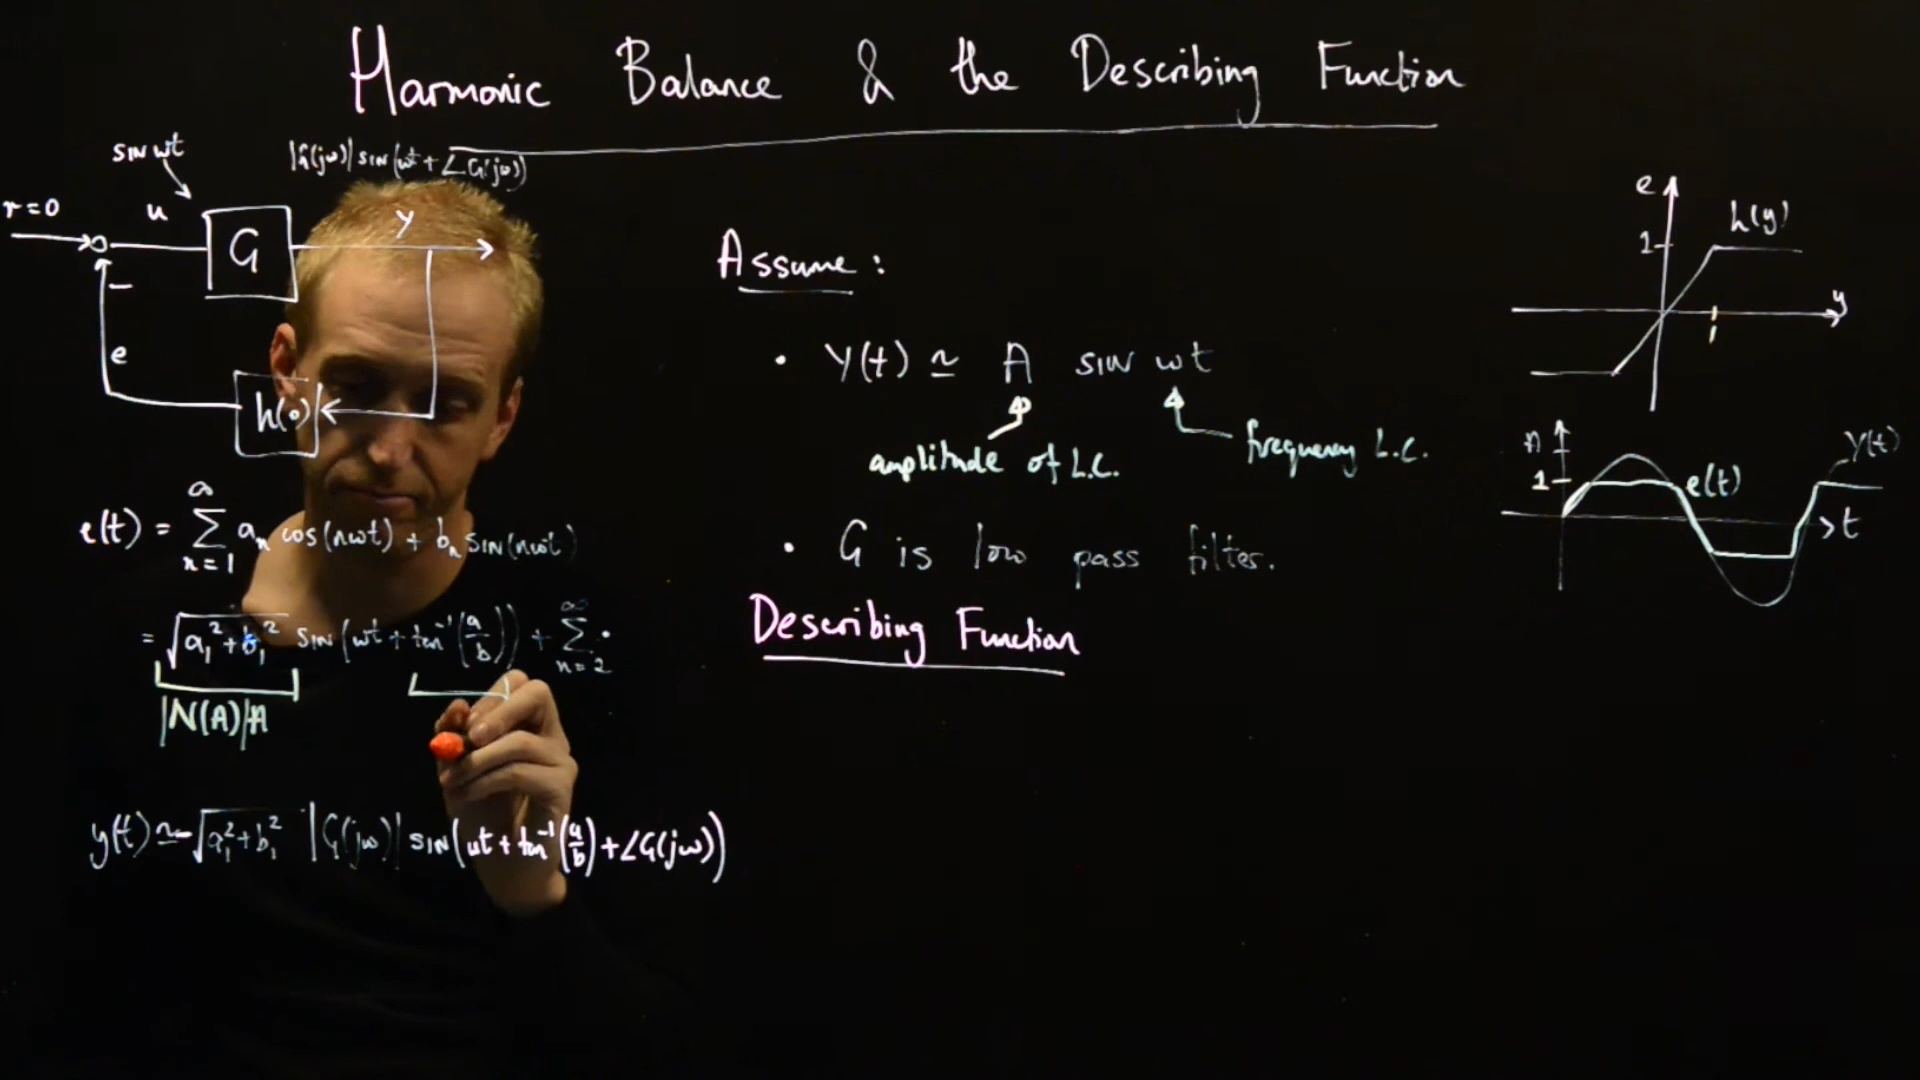 Harmonic Balance & the Describing Function
sin ωt
|G(jω)| sin(ωt + ∠G(jω))
r=0
u
G
y
−
e
h(·)
e(t) = ∑_{n=1}^{∞} a_n cos(nωt) + b_n sin(nωt)
= √(a₁² + b₁²) sin(ωt + tan⁻¹(a/b)) + ∑_{n=2}^{∞} ·
|N(A)|A
y(t) ≃ -√(a₁² + b₁²) |G(jω)| sin(ωt + tan⁻¹(a/b) + ∠G(jω))
Assume :
• y(t) ≃ A sin ωt
amplitude of L.C.
frequency L.C.
• G is low pass filter.
Describing Function
e
h(y)
1
y
1
A
y(t)
1
e(t)
t